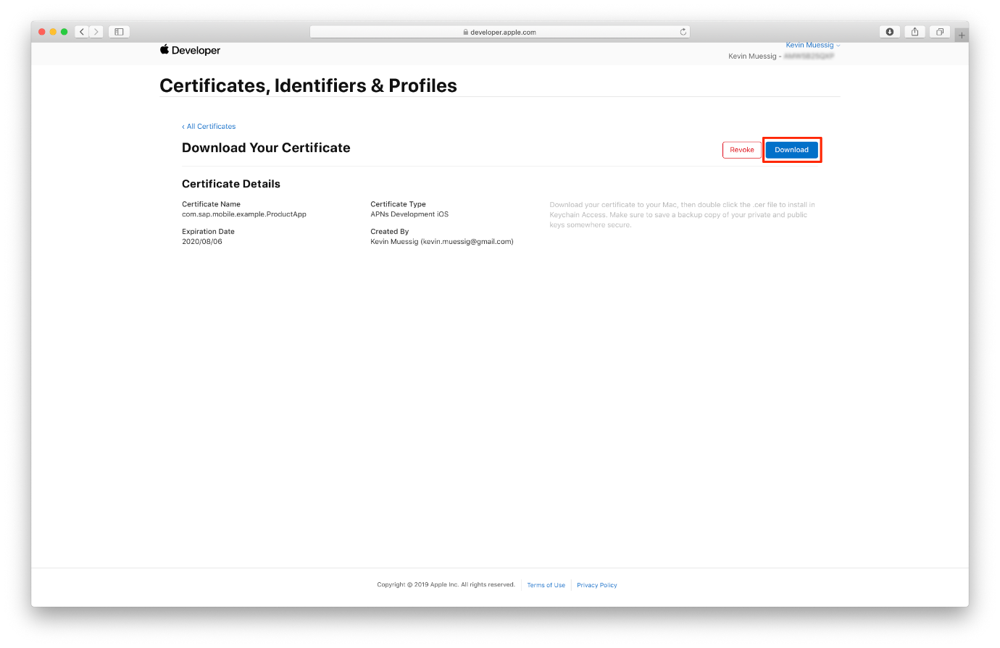 developer.apple.com
Developer
Kevin Muessig
Kevin Muessig -
Certificates, Identifiers & Profiles
‹ All Certificates
Download Your Certificate
Revoke
Download
Certificate Details
Certificate Name
com.sap.mobile.example.ProductApp
Certificate Type
APNs Development iOS
Download your certificate to your Mac, then double click the .cer file to install in
Keychain Access. Make sure to save a backup copy of your private and public
keys somewhere secure.
Expiration Date
2020/08/06
Created By
Kevin Muessig (kevin.muessig@gmail.com)
Copyright © 2019 Apple Inc. All rights reserved.
Terms of Use
Privacy Policy